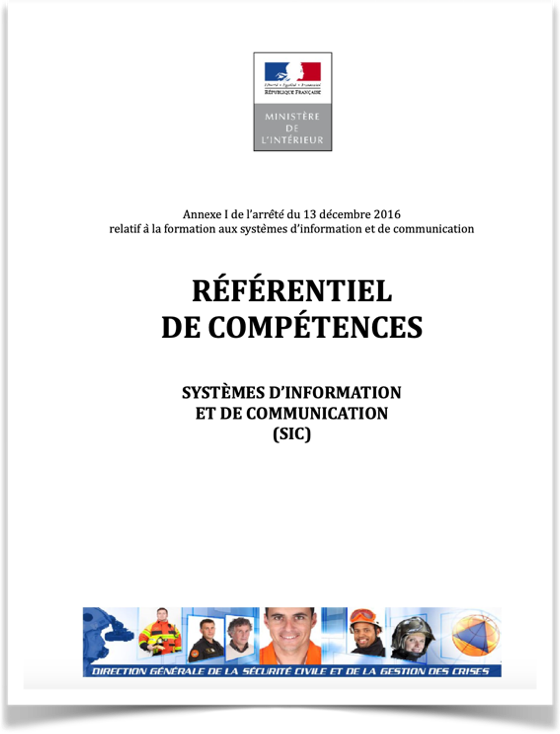 Liberté • Égalité • Fraternité
RÉPUBLIQUE FRANÇAISE
MINISTÈRE
DE
L'INTÉRIEUR
Annexe I de l'arrêté du 13 décembre 2016
relatif à la formation aux systèmes d'information et de communication
RÉFÉRENTIEL
DE COMPÉTENCES
SYSTÈMES D'INFORMATION
ET DE COMMUNICATION
(SIC)
DIRECTION GÉNÉRALE DE LA SÉCURITÉ CIVILE ET DE LA GESTION DES CRISES